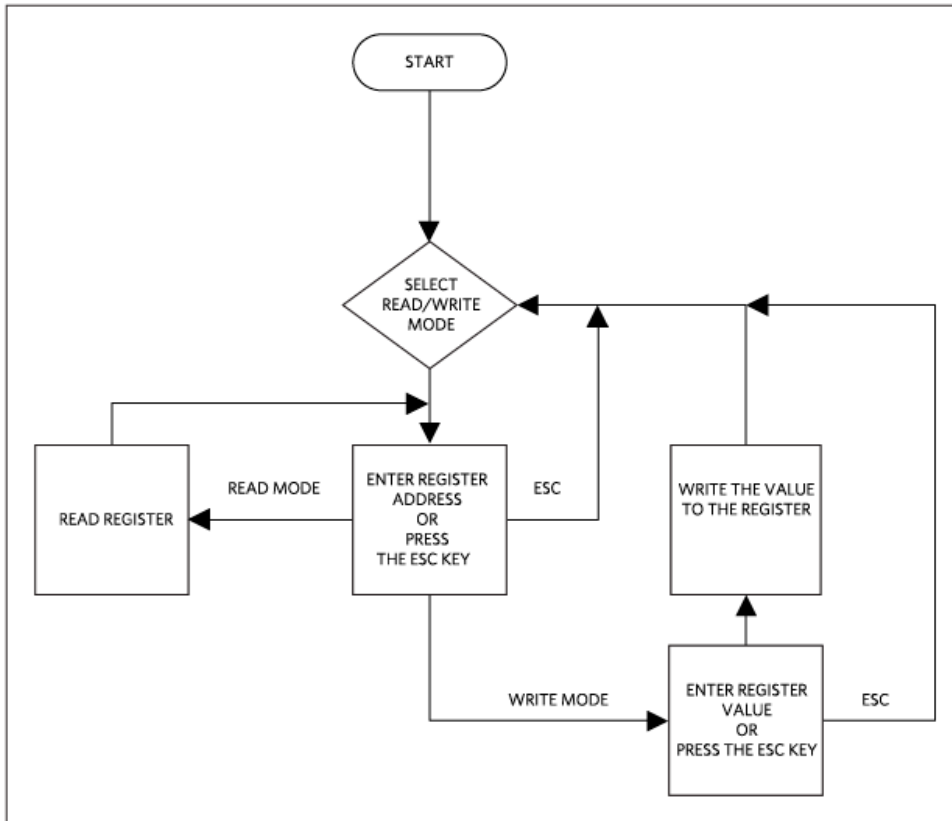 START
SELECT
READ/WRITE
MODE
READ REGISTER
READ MODE
ENTER REGISTER
ADDRESS
OR
PRESS
THE ESC KEY
ESC
WRITE THE VALUE
TO THE REGISTER
WRITE MODE
ENTER REGISTER
VALUE
OR
PRESS THE ESC KEY
ESC